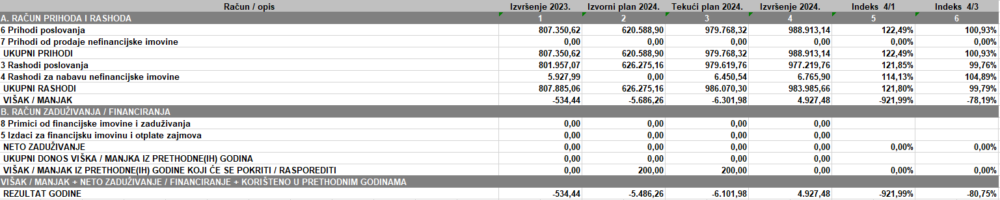 Račun / opis Izvršenje 2023. Izvorni plan 2024. Tekući plan 2024. Izvršenje 2024. Indeks 4/1 Indeks 4/3
A. RAČUN PRIHODA I RASHODA 1 2 3 4 5 6
6 Prihodi poslovanja 807.350,62 620.588,90 979.768,32 988.913,14 122,49% 100,93%
7 Prihodi od prodaje nefinancijske imovine 0,00 0,00 0,00 0,00 0,00% 0,00%
UKUPNI PRIHODI 807.350,62 620.588,90 979.768,32 988.913,14 122,49% 100,93%
3 Rashodi poslovanja 801.957,07 626.275,16 979.619,76 977.219,76 121,85% 99,76%
4 Rashodi za nabavu nefinancijske imovine 5.927,99 0,00 6.450,54 6.765,90 114,13% 104,89%
UKUPNI RASHODI 807.885,06 626.275,16 986.070,30 983.985,66 121,80% 99,79%
VIŠAK / MANJAK -534,44 -5.686,26 -6.301,98 4.927,48 -921,99% -78,19%
B. RAČUN ZADUŽIVANJA / FINANCIRANJA
8 Primici od financijske imovine i zaduživanja 0,00 0,00 0,00 0,00
5 Izdaci za financijsku imovinu i otplate zajmova 0,00 0,00 0,00 0,00
NETO ZADUŽIVANJE 0,00 0,00 0,00 0,00 0,00% 0,00%
UKUPNI DONOS VIŠKA / MANJKA IZ PRETHODNE(IH) GODINA 0,00 0,00 0,00 0,00
VIŠAK / MANJAK IZ PRETHODNE(IH) GODINE KOJI ĆE SE POKRITI / RASPOREDITI 0,00 200,00 200,00 0,00 0,00% 0,00%
VIŠAK / MANJAK + NETO ZADUŽIVANJE / FINANCIRANJE + KORIŠTENO U PRETHODNIM GODINAMA
REZULTAT GODINE -534,44 -5.486,26 -6.101,98 4.927,48 -921,99% -80,75%